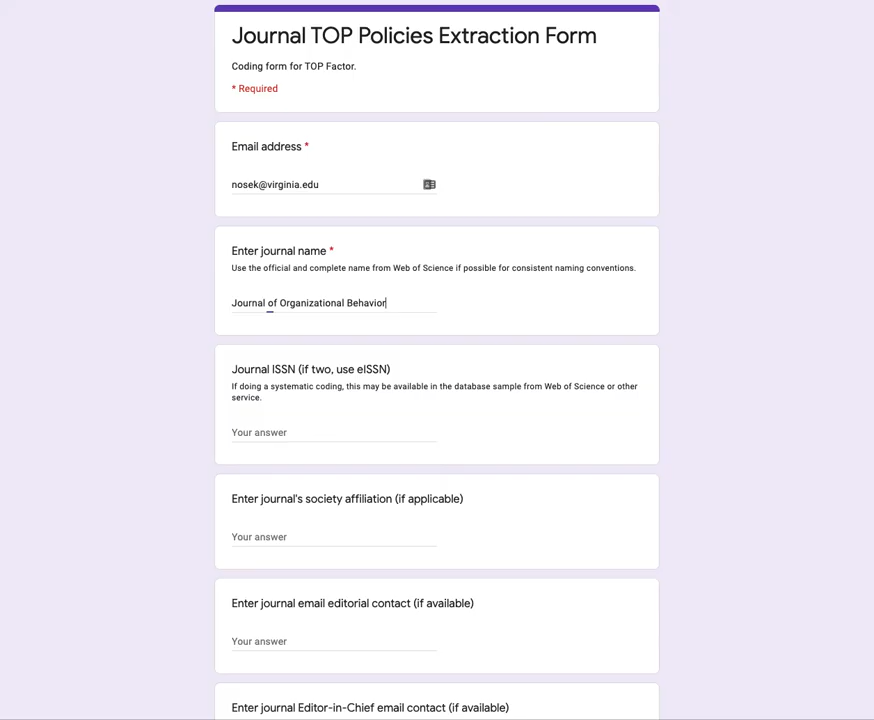 Journal TOP Policies Extraction Form
Coding form for TOP Factor.
* Required
Email address *
nosek@virginia.edu
Enter journal name *
Use the official and complete name from Web of Science if possible for consistent naming conventions.
Journal of Organizational Behavior
Journal ISSN (if two, use eISSN)
If doing a systematic coding, this may be available in the database sample from Web of Science or other
service.
Your answer
Enter journal's society affiliation (if applicable)
Your answer
Enter journal email editorial contact (if available)
Your answer
Enter journal Editor-in-Chief email contact (if available)